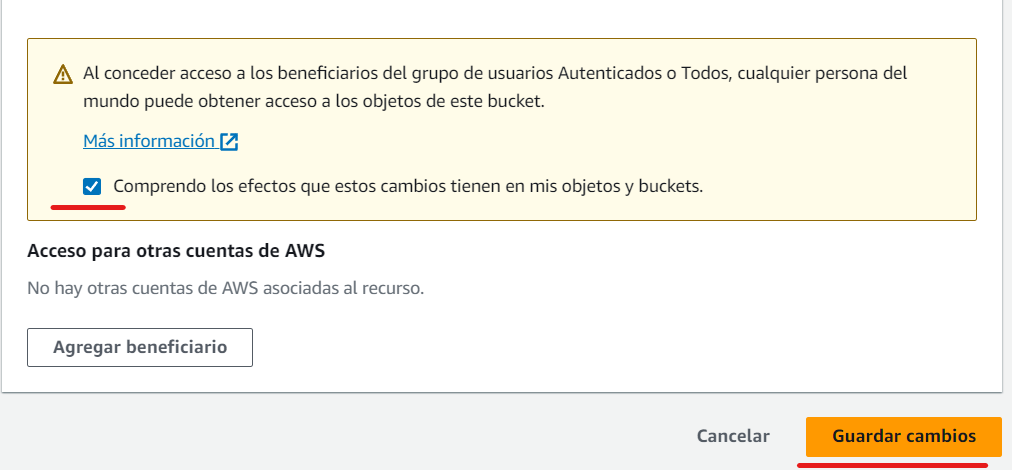 Al conceder acceso a los beneficiarios del grupo de usuarios Autenticados o Todos, cualquier persona del
mundo puede obtener acceso a los objetos de este bucket.
Más información
Comprendo los efectos que estos cambios tienen en mis objetos y buckets.
Acceso para otras cuentas de AWS
No hay otras cuentas de AWS asociadas al recurso.
Agregar beneficiario
Cancelar
Guardar cambios